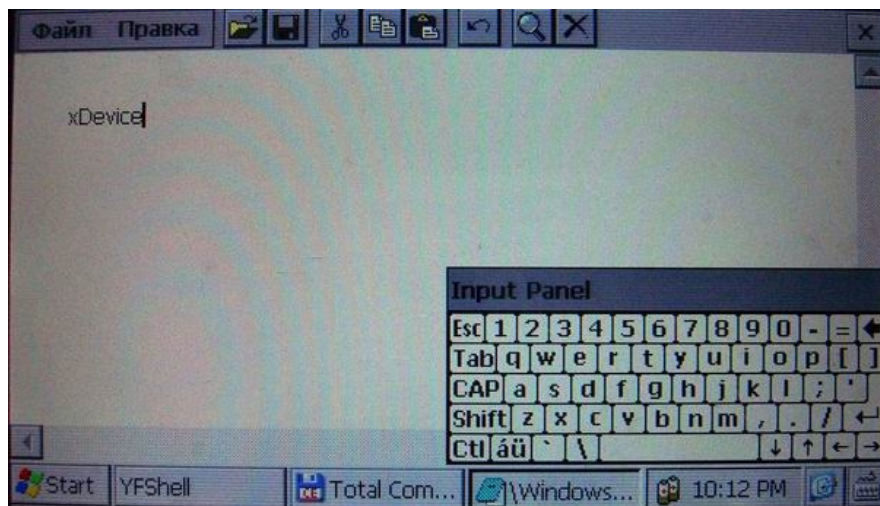 Файл Правка
xDevice
Input Panel
Esc 1 2 3 4 5 6 7 8 9 0 - =
Tab q w e r t y u i o p [ ]
CAP a s d f g h j k l ; '
Shift z x c v b n m , . /
Ctl áü ` \
Start YFShell Total Com... \Windows... 10:12 PM